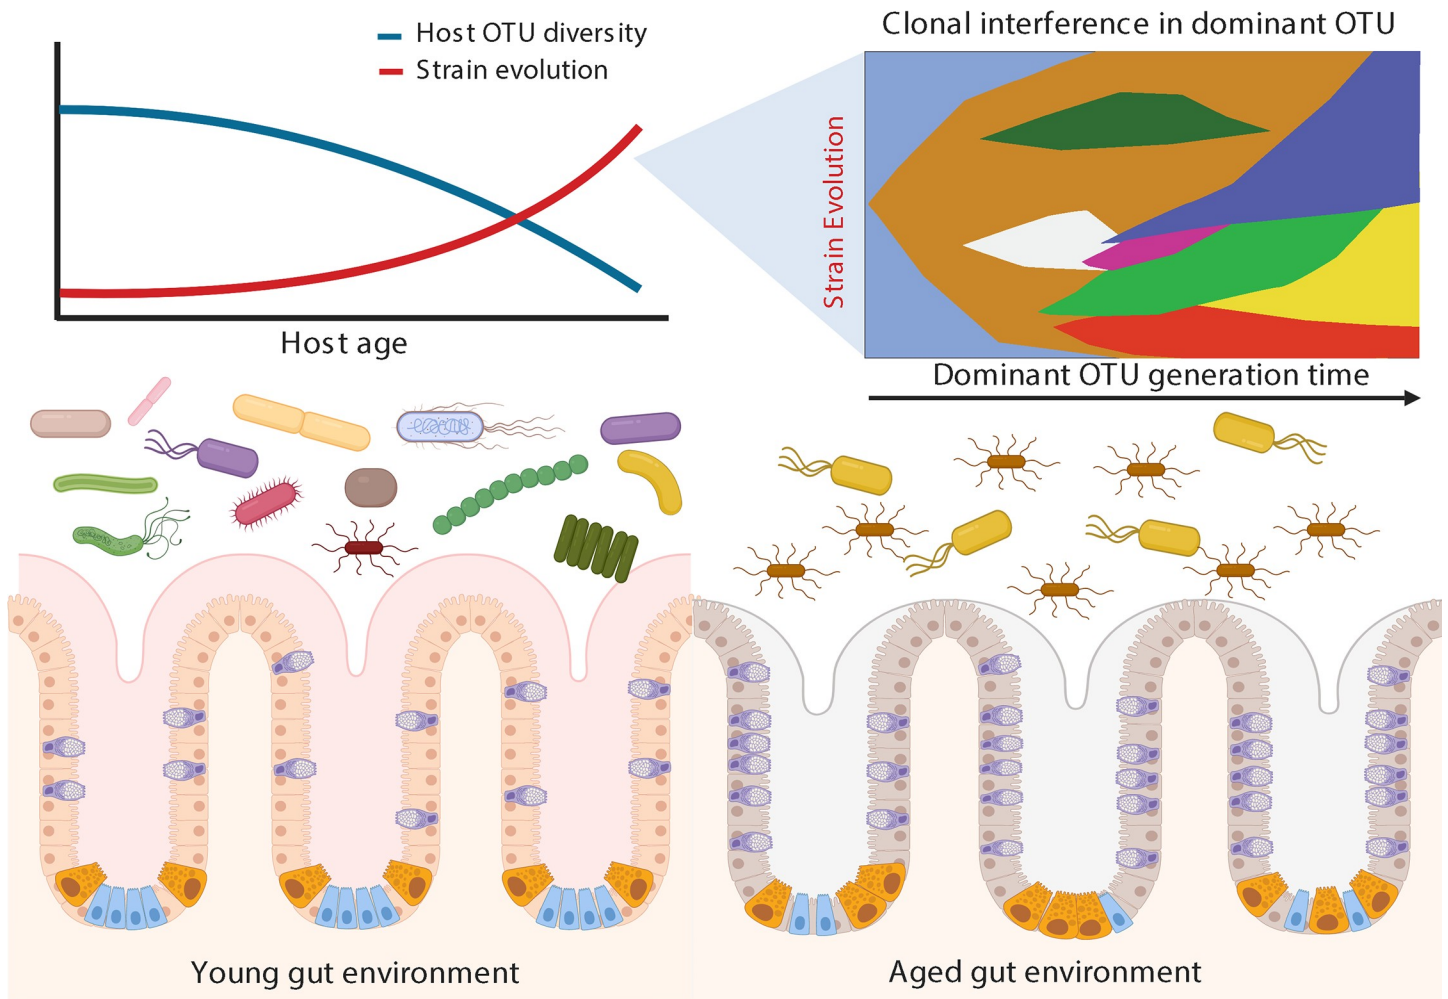 Host OTU diversity
Strain evolution
Host age
Clonal interference in dominant OTU
Strain Evolution
Dominant OTU generation time
Young gut environment
Aged gut environment